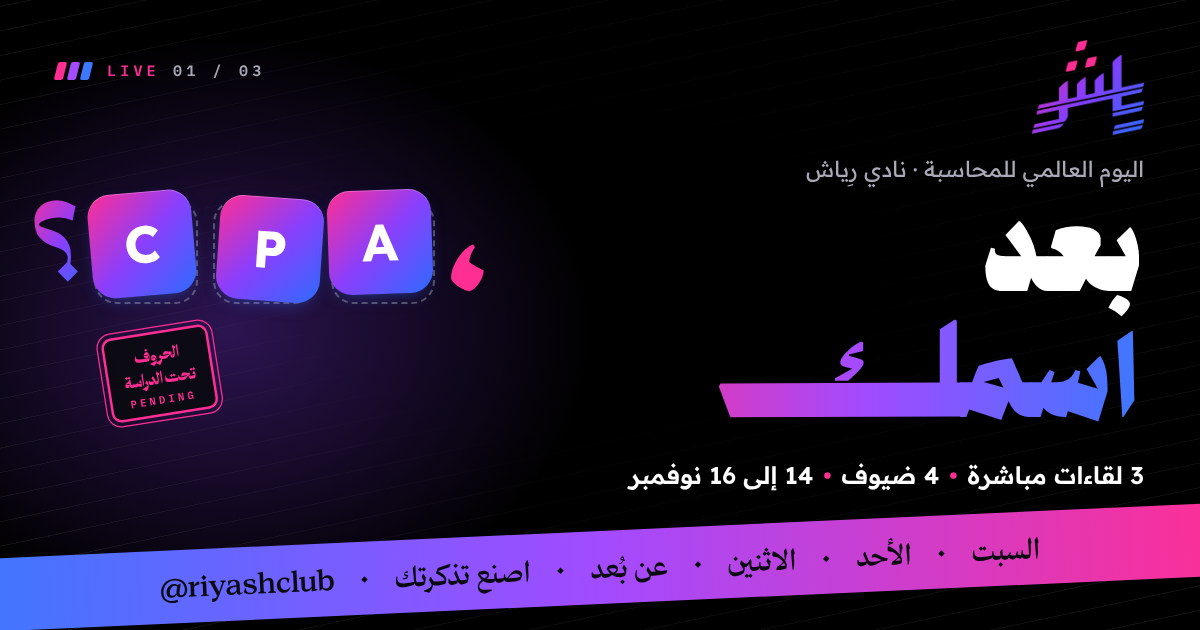 LIVE 01 / 03
رياش
اليوم العالمي للمحاسبة · نادي رِياش
بعد
اسمك
، C P A ؟
الحروف
تحت الدراسة
PENDING
3 لقاءات مباشرة • 4 ضيوف • 14 إلى 16 نوفمبر
السبت · الأحد · الاثنين · عن بُعد · اصنع تذكرتك · @riyashclub